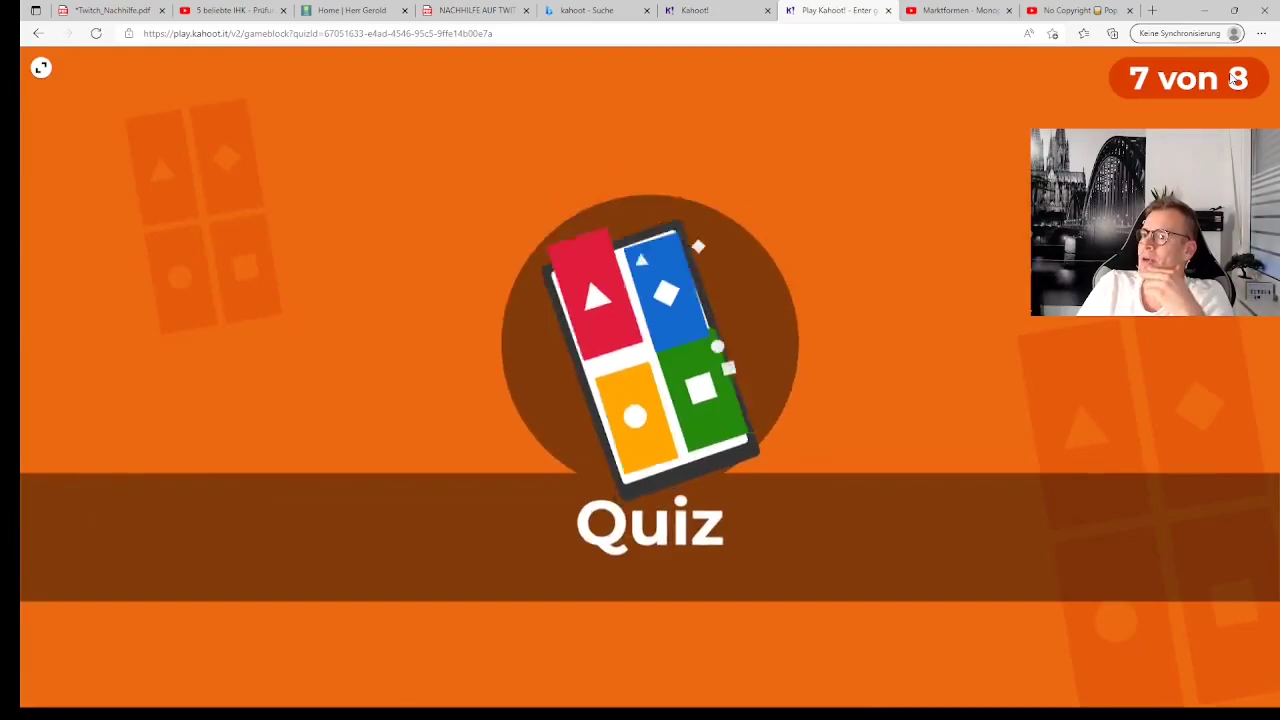 *Twitch_Nachhilfe.pdf
5 beliebte IHK - Prüfu
Home | Herr Gerold
NACHHILFE AUF TWIT
kahoot - Suche
Kahoot!
Play Kahoot! - Enter g
Marktformen - Monop
No Copyright 😀 Pop
https://play.kahoot.it/v2/gameblock?quizId=67051633-e4ad-4546-95c5-9ffe14b00e7a
Keine Synchronisierung
7 von 8
Quiz